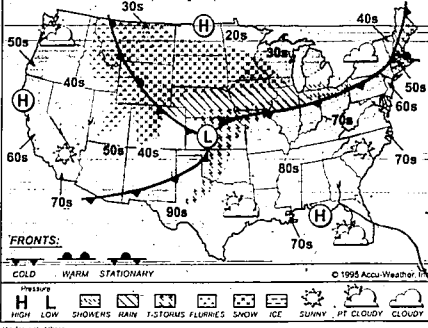 30s
H
20s
40s
50s
30s
40s
50s
H
60s
L
70s
60s
50s
40s
80s
70s
70s
90s
H
70s
FRONTS:
COLD WARM STATIONARY
© 1995 Accu-Weather, In
Pressure
H L
HIGH LOW SHOWERS RAIN T-STORMS FLURRIES SNOW ICE SUNNY PT CLOUDY CLOUDY